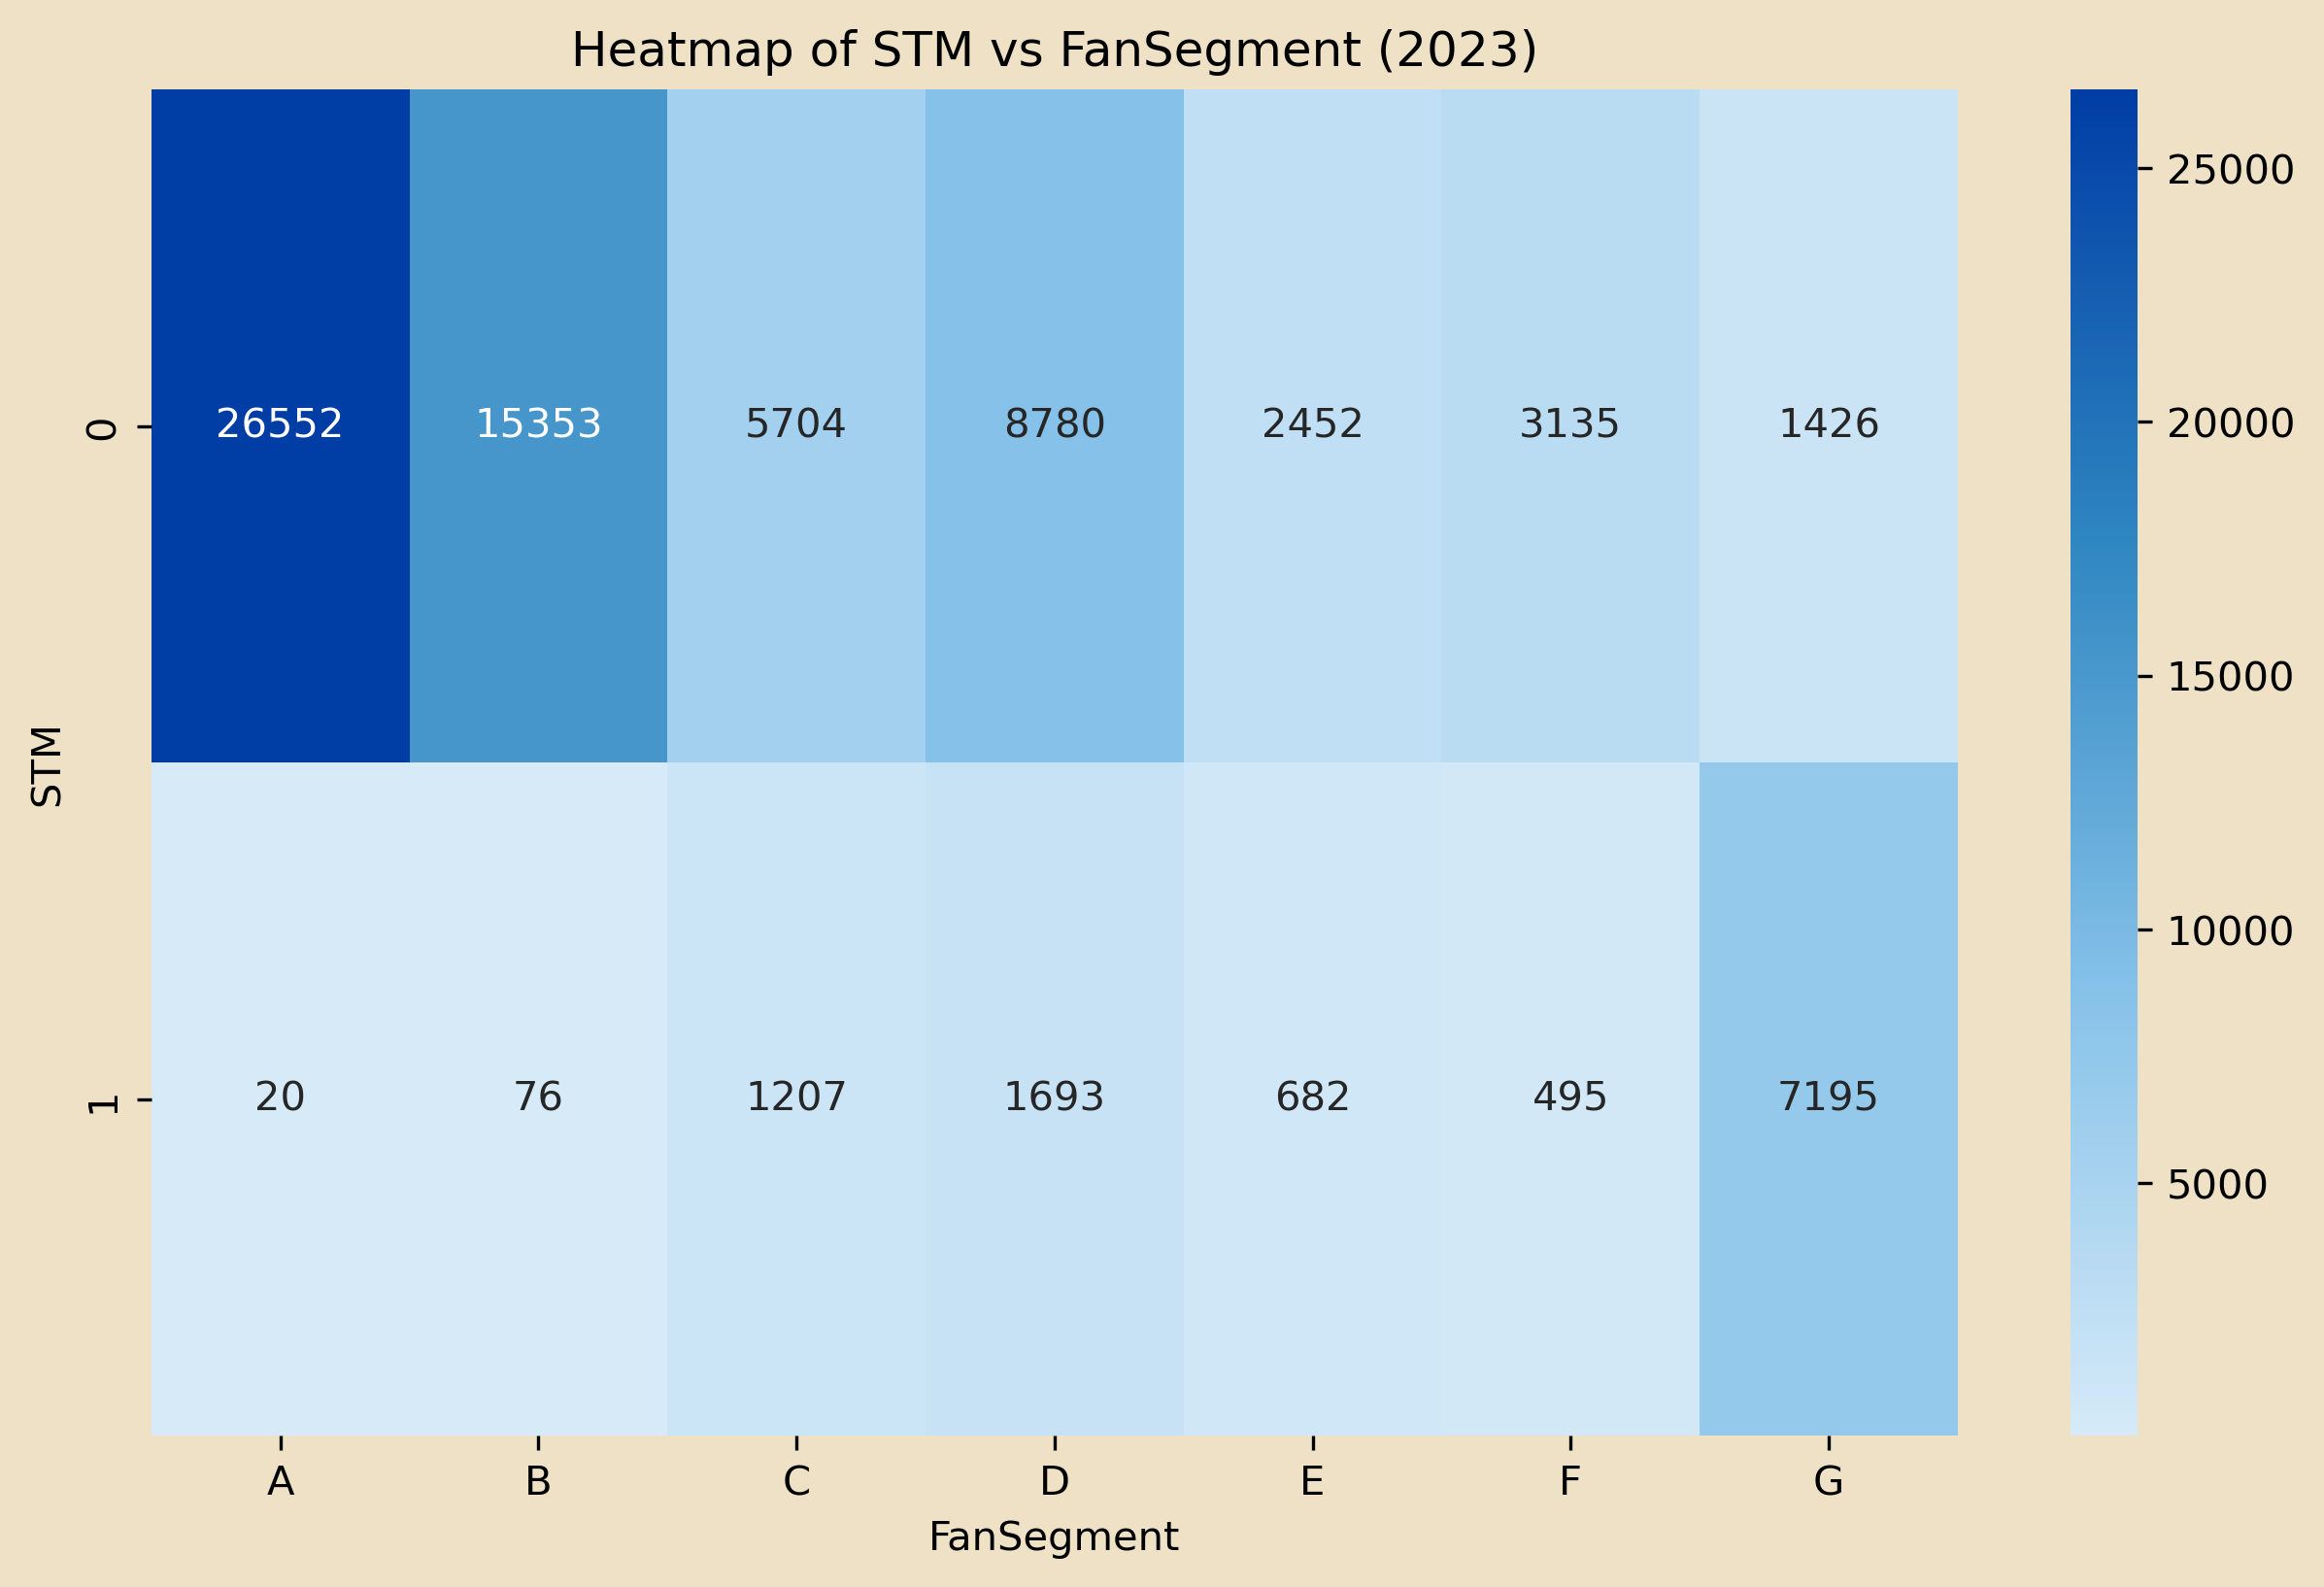 Heatmap of STM vs FanSegment (2023)
STM
0
26552 15353 5704 8780 2452 3135 1426
1
20 76 1207 1693 682 495 7195
A B C D E F G
FanSegment
25000
20000
15000
10000
5000